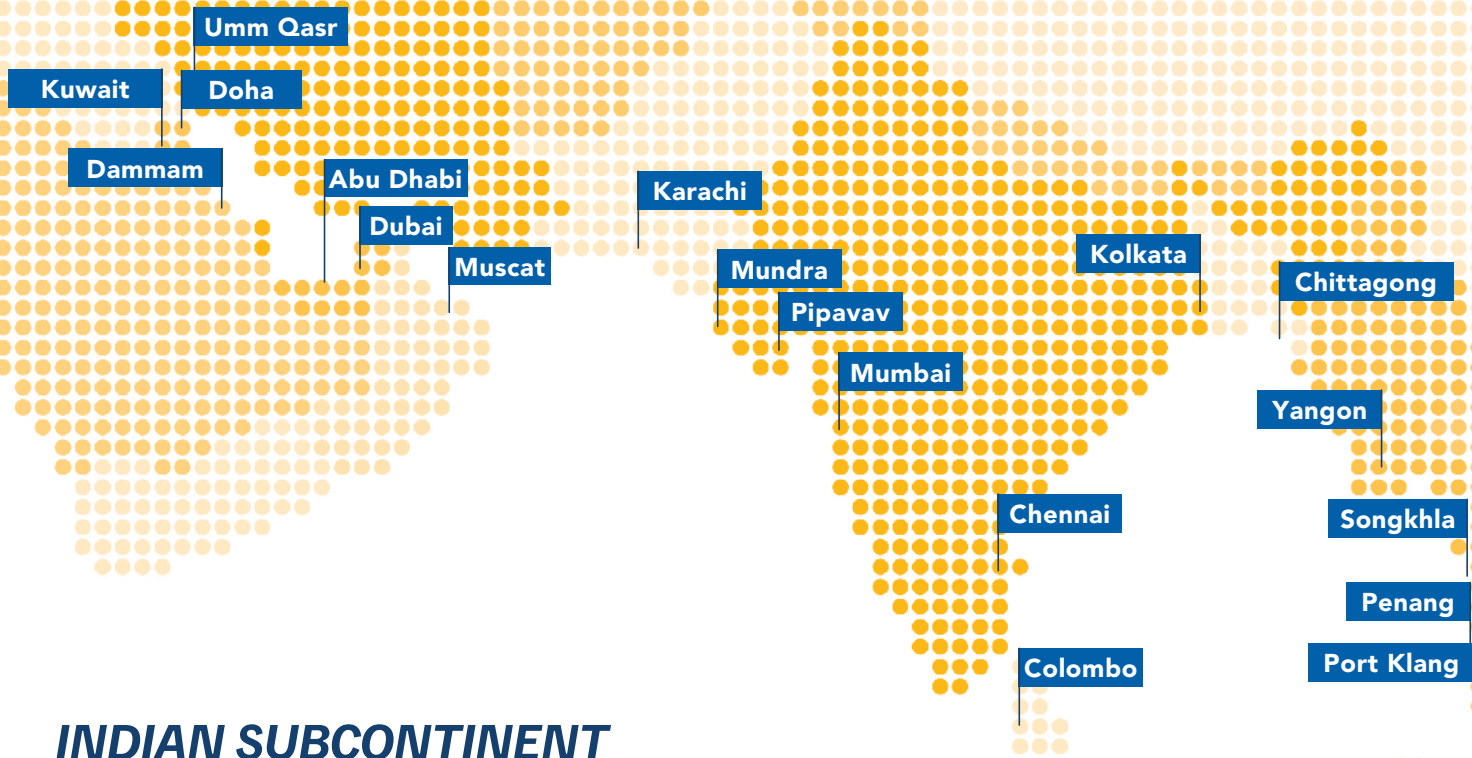 Umm Qasr
Kuwait
Doha
Dammam
Abu Dhabi
Karachi
Dubai
Muscat
Mundra
Kolkata
Chittagong
Pipavav
Mumbai
Yangon
Chennai
Songkhla
Penang
Colombo
Port Klang
INDIAN SUBCONTINENT